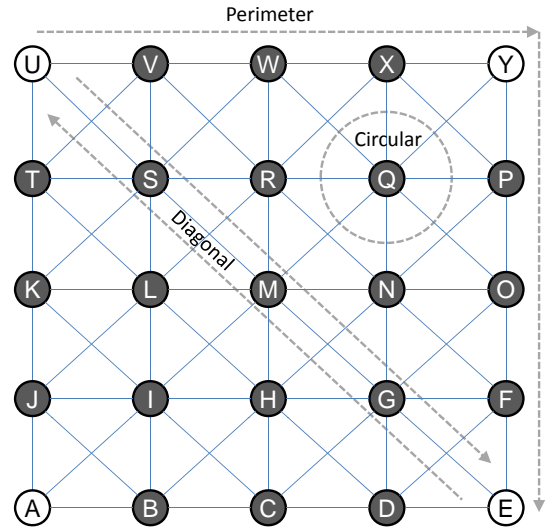 Perimeter
U V W X Y
Circular
T S R Q P
Diagonal
K L M N O
J I H G F
A B C D E